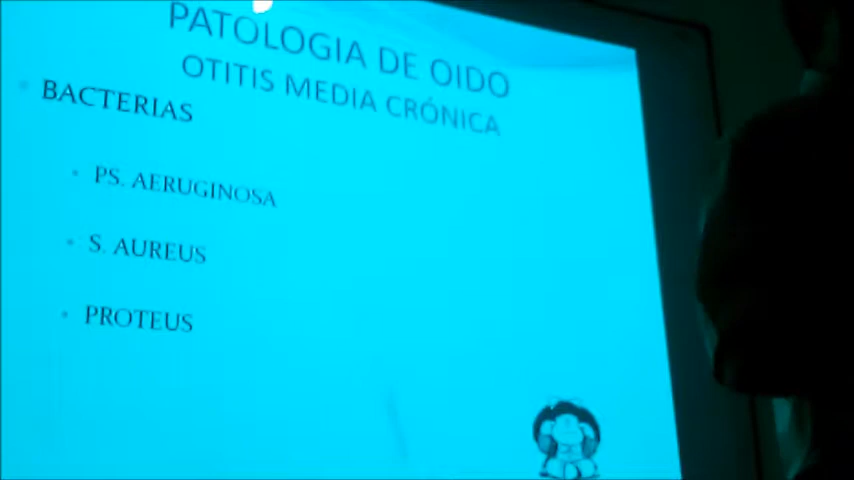 PATOLOGIA DE OIDO
OTITIS MEDIA CRÓNICA
BACTERIAS
PS. AERUGINOSA
S. AUREUS
PROTEUS